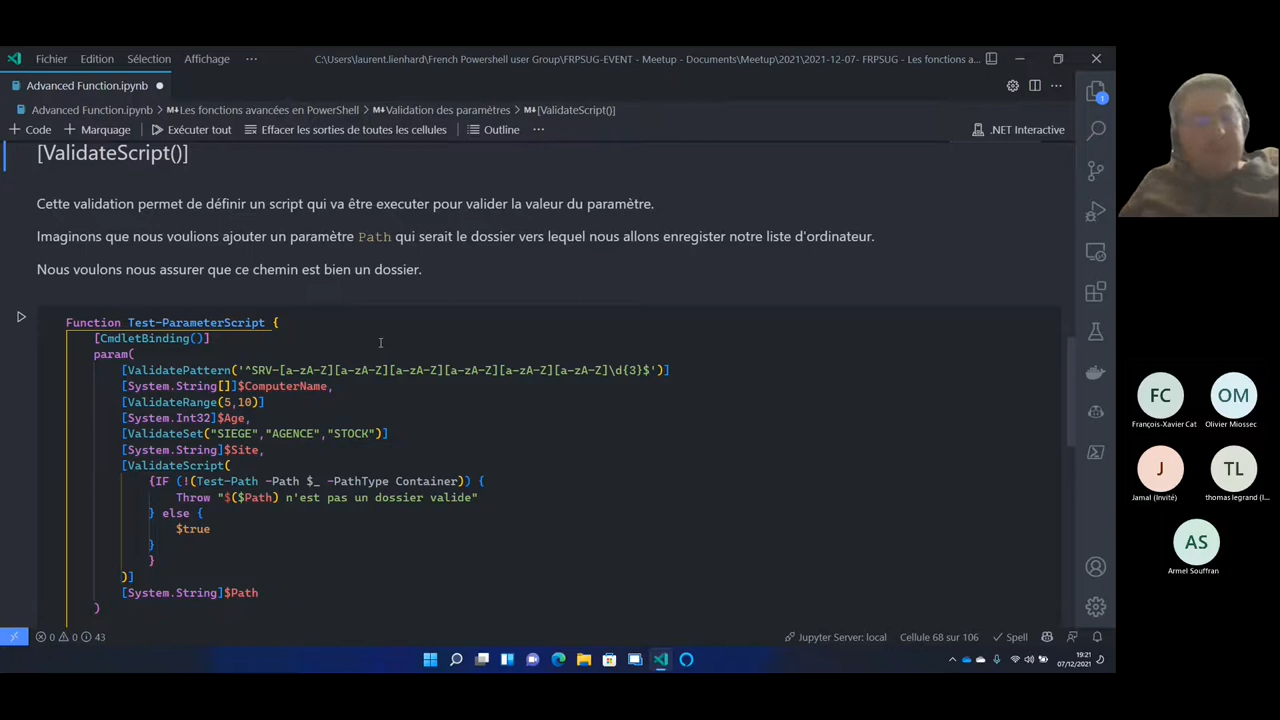 Fichier Edition Sélection Affichage ··· C:\Users\laurent.lienhard\French Powershell user Group\FRPSUG-EVENT - Meetup - Documents\Meetup\2021\2021-12-07- FRPSUG - Les fonctions a...
Advanced Function.ipynb
Advanced Function.ipynb > Les fonctions avancées en PowerShell > Validation des paramètres > [ValidateScript()]
+ Code + Marquage Exécuter tout Effacer les sorties de toutes les cellules Outline ··· .NET Interactive
[ValidateScript()]
Cette validation permet de définir un script qui va être executer pour valider la valeur du paramètre.
Imaginons que nous voulions ajouter un paramètre Path qui serait le dossier vers lequel nous allons enregister notre liste d'ordinateur.
Nous voulons nous assurer que ce chemin est bien un dossier.
Function Test-ParameterScript {
[CmdletBinding()]
param(
[ValidatePattern('^SRV-[a-zA-Z][a-zA-Z][a-zA-Z][a-zA-Z][a-zA-Z][a-zA-Z]\d{3}$')]
[System.String[]]$ComputerName,
[ValidateRange(5,10)]
[System.Int32]$Age,
[ValidateSet("SIEGE","AGENCE","STOCK")]
[System.String]$Site,
[ValidateScript(
{IF (!(Test-Path -Path $_ -PathType Container)) {
Throw "$($Path) n'est pas un dossier valide"
} else {
$true
}
}
)]
[System.String]$Path
)
0 0 43 Jupyter Server: local Cellule 68 sur 106 Spell
19:21
07/12/2021
1
FC OM
François-Xavier Cat Olivier Miossec
J TL
Jamal (Invité) thomas legrand (I...
AS
Armel Souffran